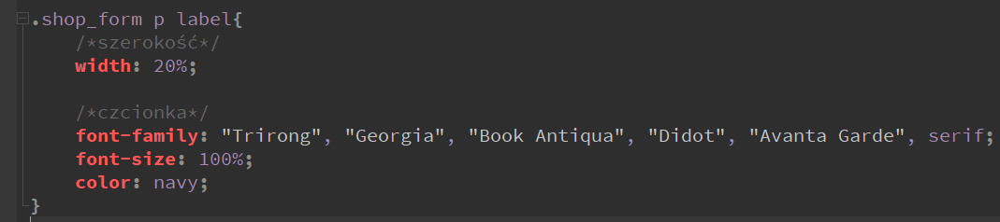 .shop_form p label{
/*szerokość*/
width: 20%;
/*czcionka*/
font-family: "Trirong", "Georgia", "Book Antiqua", "Didot", "Avanta Garde", serif;
font-size: 100%;
color: navy;
}